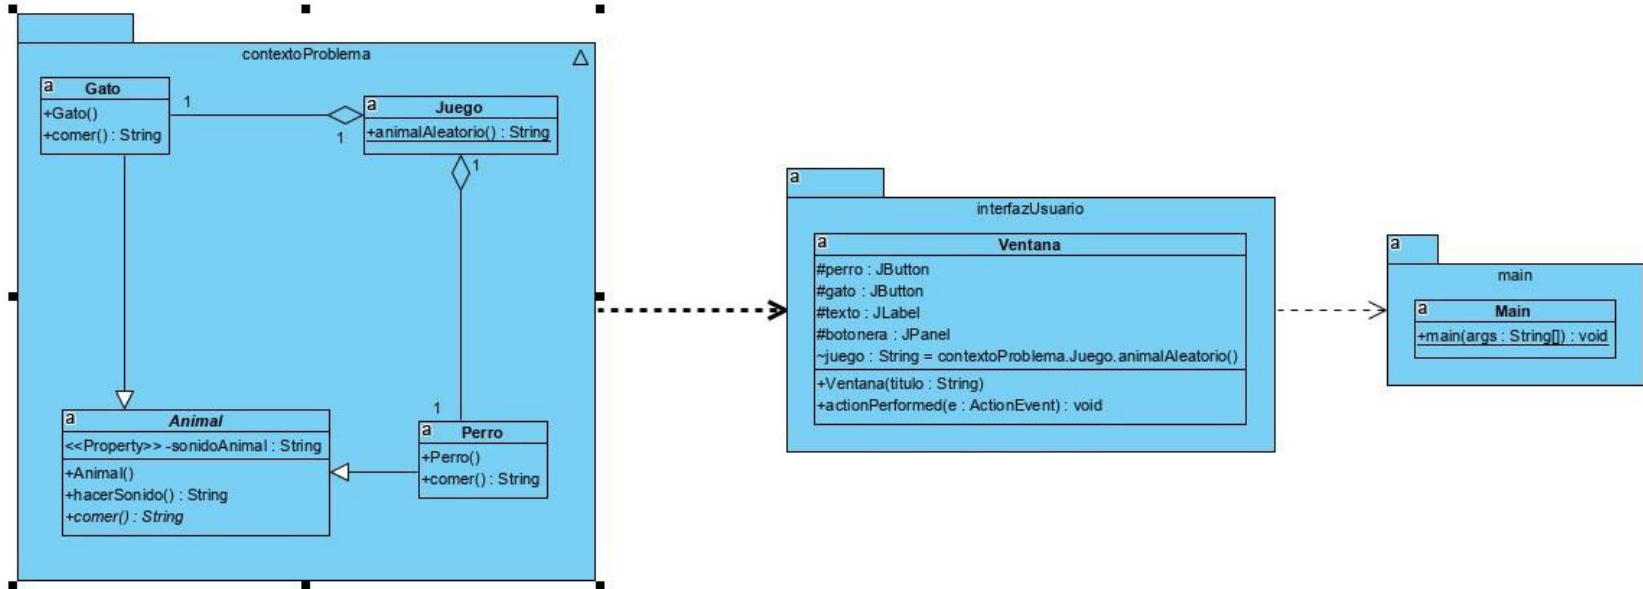 contextoProblema
a
Gato
+Gato()
+comer() : String
1
1
a
Juego
+animalAleatorio() : String
1
1
a
Animal
<<Property>> -sonidoAnimal : String
+Animal()
+hacerSonido() : String
+comer() : String
a
Perro
+Perro()
+comer() : String
a
interfazUsuario
a
Ventana
#perro : JButton
#gato : JButton
#texto : JLabel
#botonera : JPanel
~juego : String = contextoProblema.Juego.animalAleatorio()
+Ventana(titulo : String)
+actionPerformed(e : ActionEvent) : void
a
main
a
Main
+main(args : String[]) : void